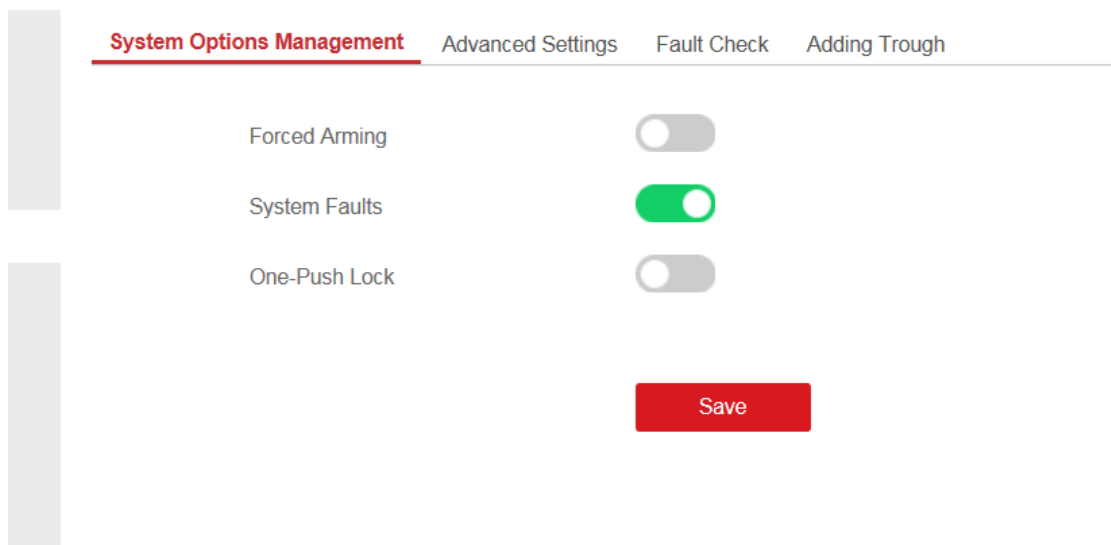 System Options Management Advanced Settings Fault Check Adding Trough
Forced Arming
System Faults
One-Push Lock
Save